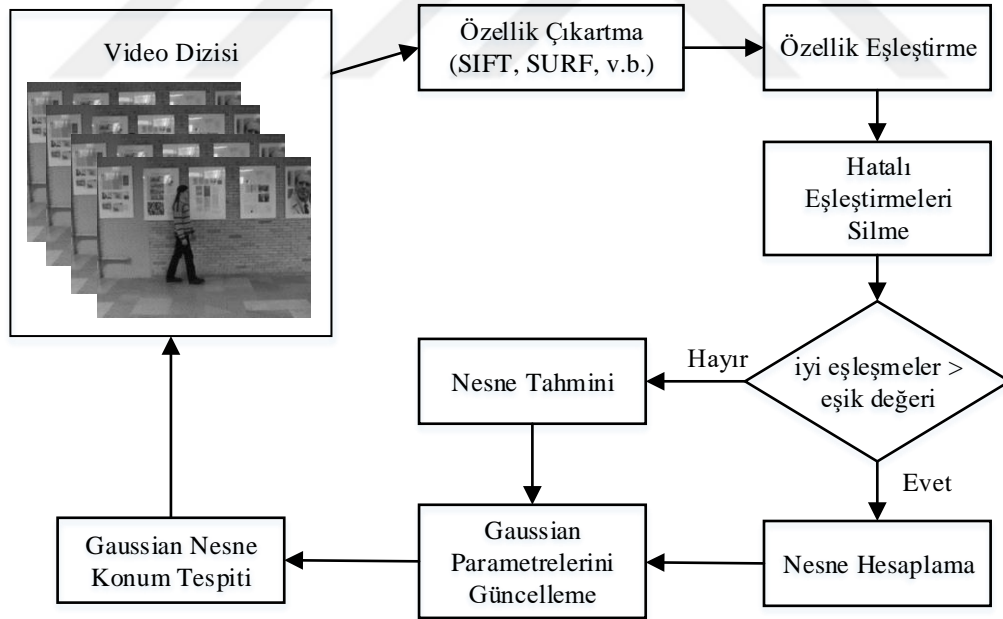 Video Dizisi
Özellik Çıkartma
(SIFT, SURF, v.b.)
Özellik Eşleştirme
Hatalı
Eşleştirmeleri
Silme
iyi eşleşmeler >
eşik değeri
Hayır
Evet
Nesne Tahmini
Nesne Hesaplama
Gaussian
Parametrelerini
Güncelleme
Gaussian Nesne
Konum Tespiti